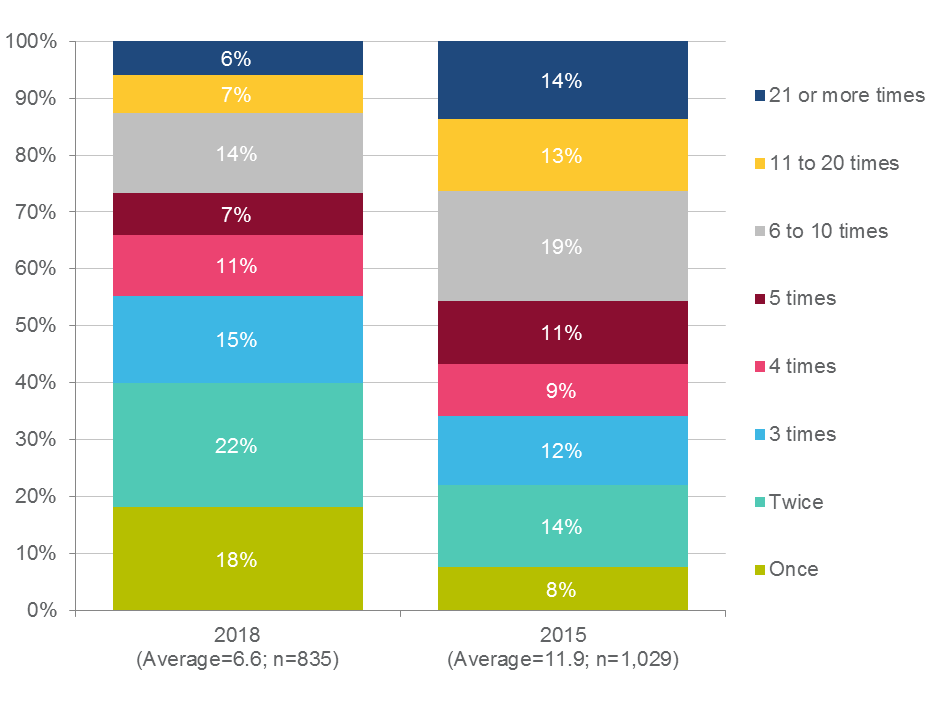 100%
90%
80%
70%
60%
50%
40%
30%
20%
10%
0%
6%
7%
14%
7%
11%
15%
22%
18%
14%
13%
19%
11%
9%
12%
14%
8%
2018
(Average=6.6; n=835)
2015
(Average=11.9; n=1,029)
21 or more times
11 to 20 times
6 to 10 times
5 times
4 times
3 times
Twice
Once